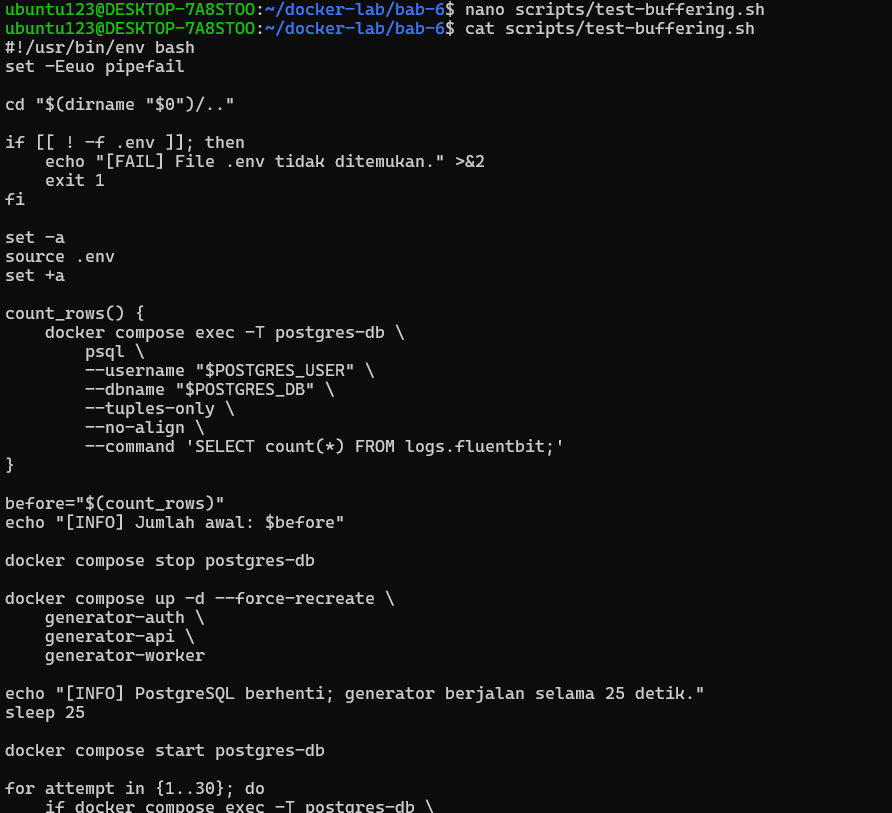 ubuntu123@DESKTOP-7A8STOO:~/docker-lab/bab-6$ nano scripts/test-buffering.sh
ubuntu123@DESKTOP-7A8STOO:~/docker-lab/bab-6$ cat scripts/test-buffering.sh
#!/usr/bin/env bash
set -Eeuo pipefail

cd "$(dirname "$0")/.."

if [[ ! -f .env ]]; then
    echo "[FAIL] File .env tidak ditemukan." >&2
    exit 1
fi

set -a
source .env
set +a

count_rows() {
    docker compose exec -T postgres-db \
        psql \
        --username "$POSTGRES_USER" \
        --dbname "$POSTGRES_DB" \
        --tuples-only \
        --no-align \
        --command 'SELECT count(*) FROM logs.fluentbit;'
}

before="$(count_rows)"
echo "[INFO] Jumlah awal: $before"

docker compose stop postgres-db

docker compose up -d --force-recreate \
    generator-auth \
    generator-api \
    generator-worker

echo "[INFO] PostgreSQL berhenti; generator berjalan selama 25 detik."
sleep 25

docker compose start postgres-db

for attempt in {1..30}; do
    if docker compose exec -T postgres-db \